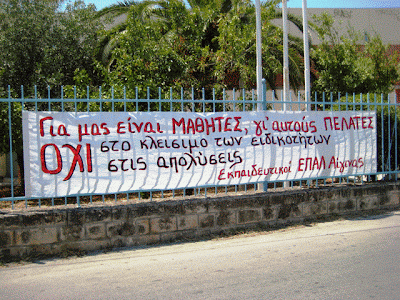 Για μας είναι ΜΑΘΗΤΕΣ, γι' αυτούς ΠΕΛΑΤΕΣ
ΟΧΙ στο κλείσιμο των ειδικοτήτων
στις απολύσεις
Εκπαιδευτικοί ΕΠΑΛ Αίγινας